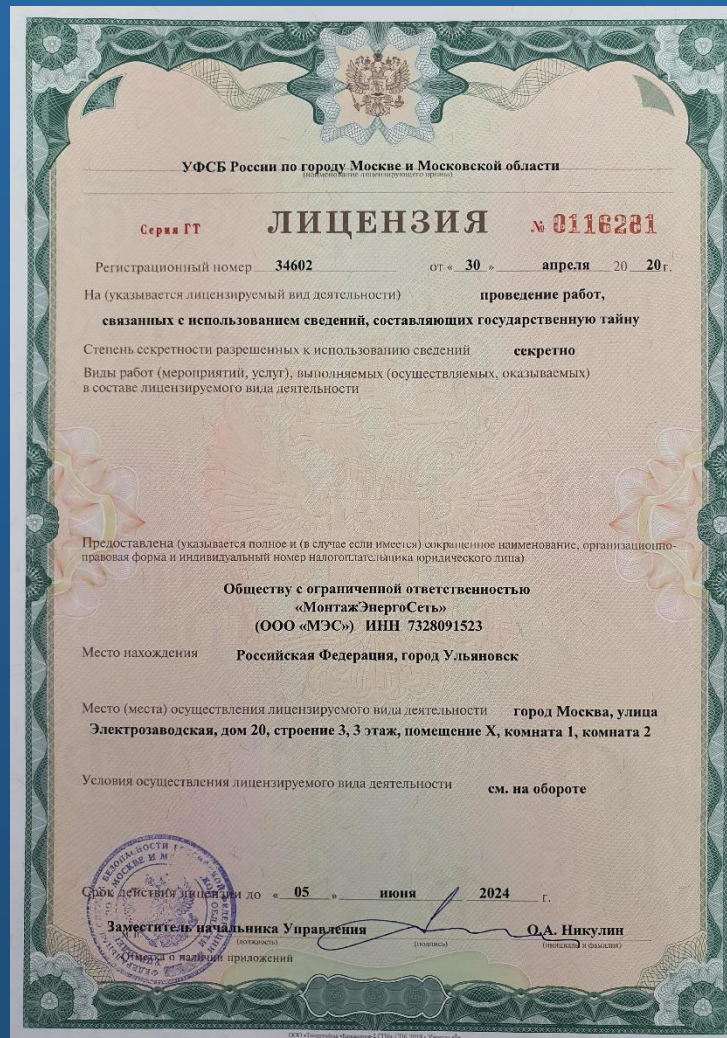 УФСБ России по городу Москве и Московской области
(наименование лицензирующего органа)
Серия ГТ ЛИЦЕНЗИЯ № 0116281
Регистрационный номер 34602 от « 30 » апреля 20 20 г.
На (указывается лицензируемый вид деятельности) проведение работ,
связанных с использованием сведений, составляющих государственную тайну
Степень секретности разрешенных к использованию сведений секретно
Виды работ (мероприятий, услуг), выполняемых (осуществляемых, оказываемых)
в составе лицензируемого вида деятельности
Предоставлена (указывается полное и (в случае если имеется) сокращенное наименование, организационно-
правовая форма и индивидуальный номер налогоплательщика юридического лица)
Обществу с ограниченной ответственностью
«МонтажЭнергоСеть»
(ООО «МЭС») ИНН 7328091523
Место нахождения Российская Федерация, город Ульяновск
Место (места) осуществления лицензируемого вида деятельности город Москва, улица
Электрозаводская, дом 20, строение 3, 3 этаж, помещение X, комната 1, комната 2
Условия осуществления лицензируемого вида деятельности см. на обороте
Срок действия лицензии до « 05 » июня 2024 г.
Заместитель начальника Управления О.А. Никулин
(должность) (подпись) (инициалы и фамилия)
Отметка о наличии приложений